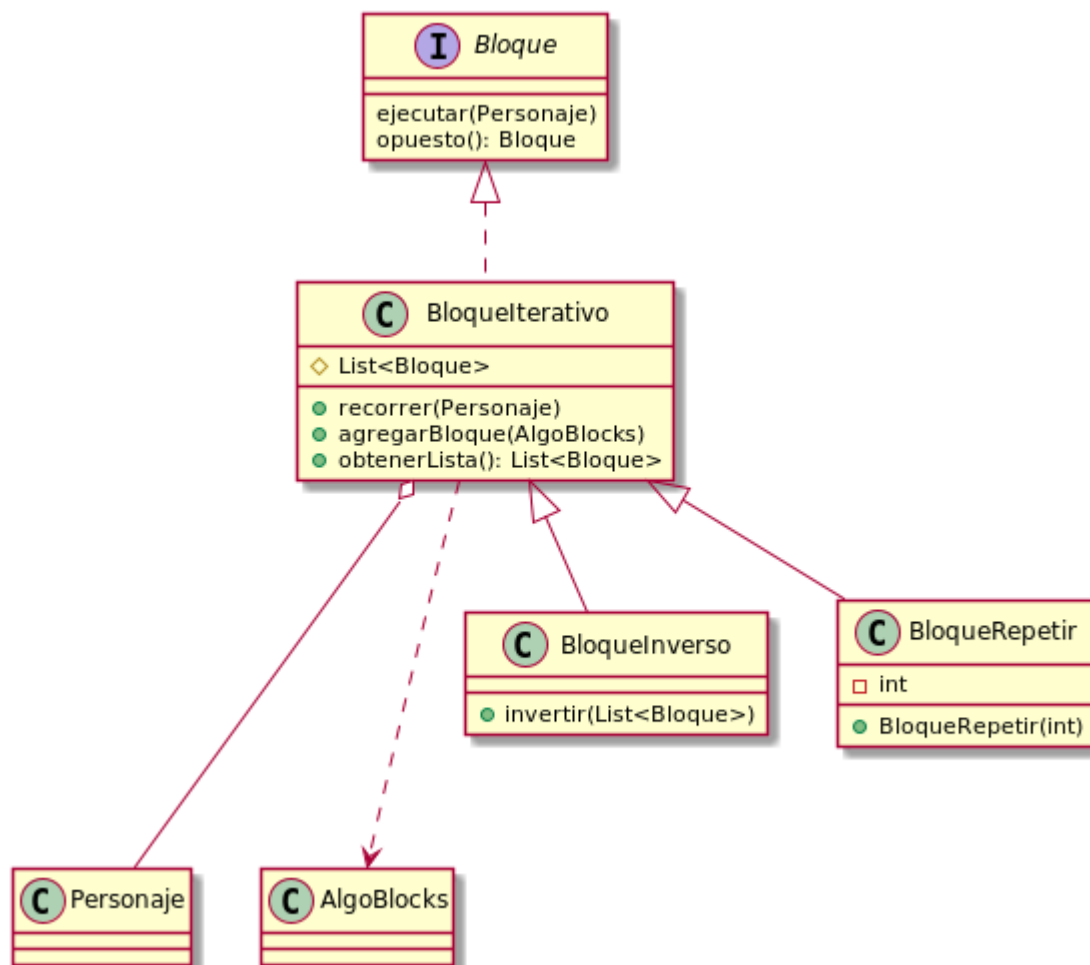 I Bloque
ejecutar(Personaje)
opuesto(): Bloque
C BloqueIterativo
List<Bloque>
recorrer(Personaje)
agregarBloque(AlgoBlocks)
obtenerLista(): List<Bloque>
C BloqueInverso
invertir(List<Bloque>)
C BloqueRepetir
int
BloqueRepetir(int)
C Personaje
C AlgoBlocks